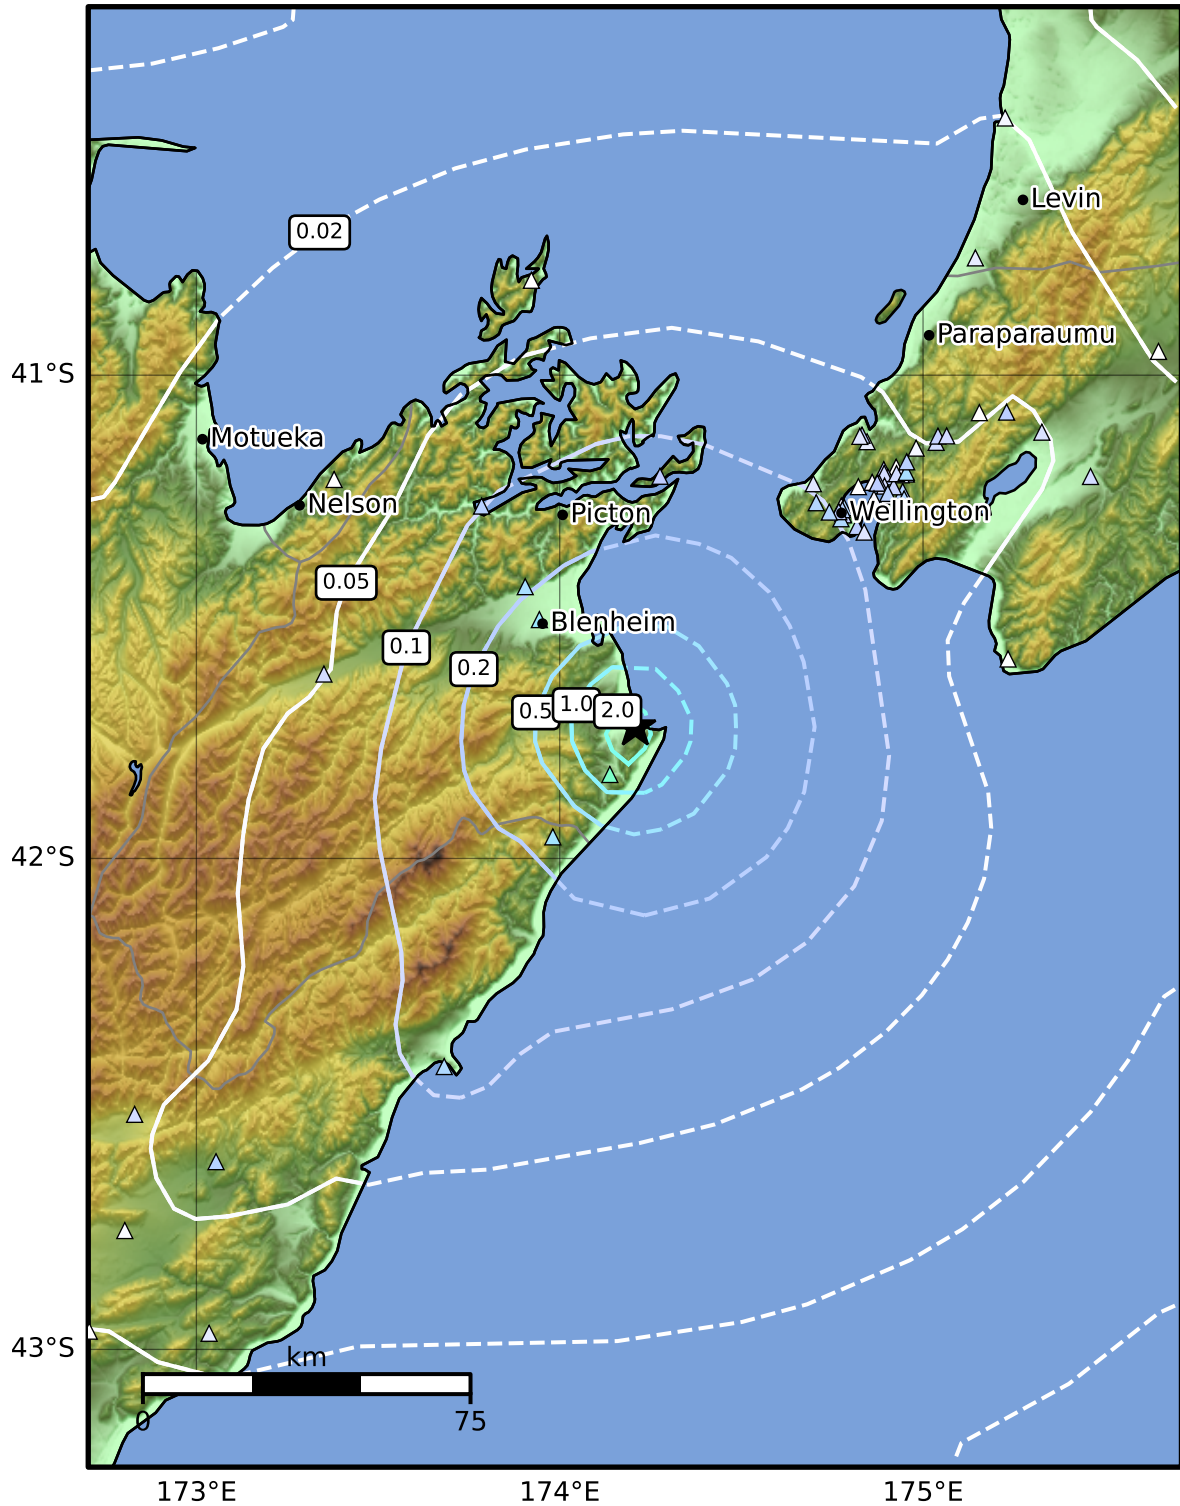 0.02
Levin
Paraparaumu
41°S
Motueka
Nelson
Picton
Wellington
0.05
Blenheim
0.1
0.2
0.5
1.0
2.0
42°S
43°S
km
0
75
173°E
174°E
175°E